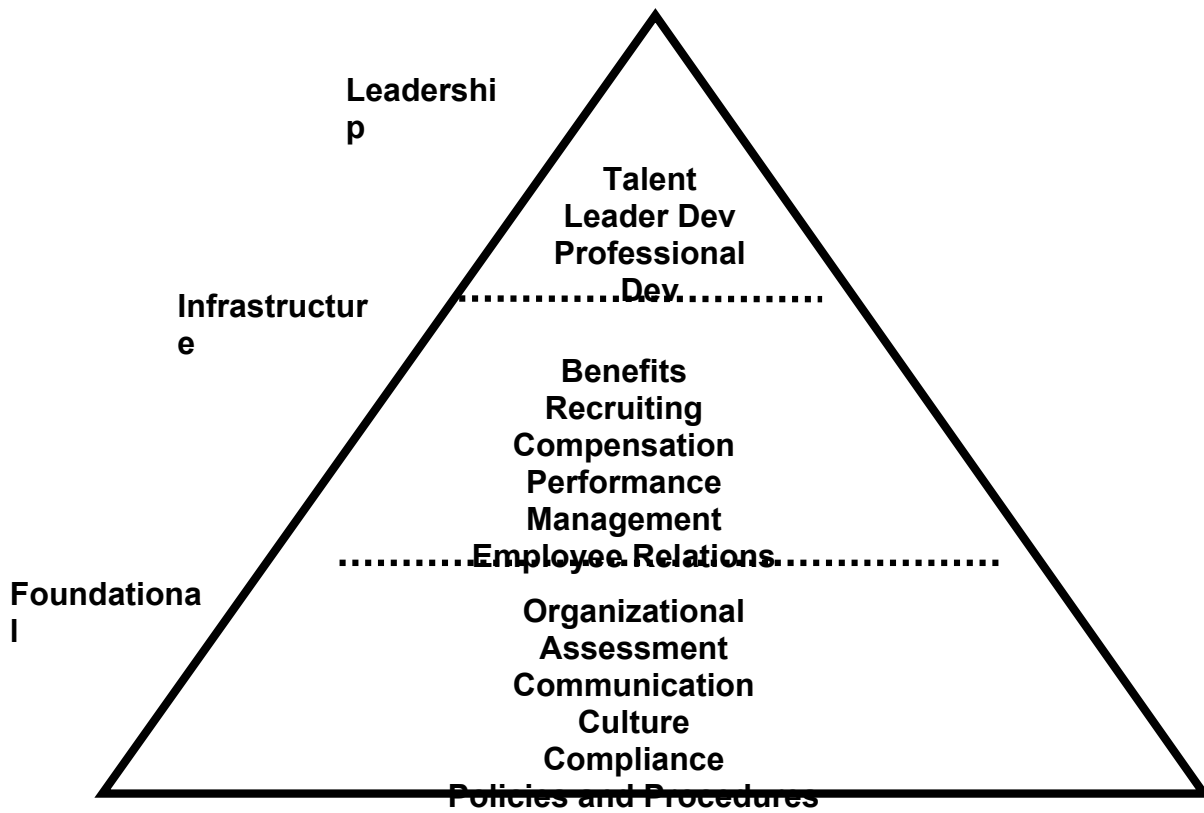 Leadershi
p
Talent
Leader Dev
Professional
Dev
Infrastructur
e
Benefits
Recruiting
Compensation
Performance
Management
Employee Relations
Foundationa
l
Organizational
Assessment
Communication
Culture
Compliance
Policies and Procedures